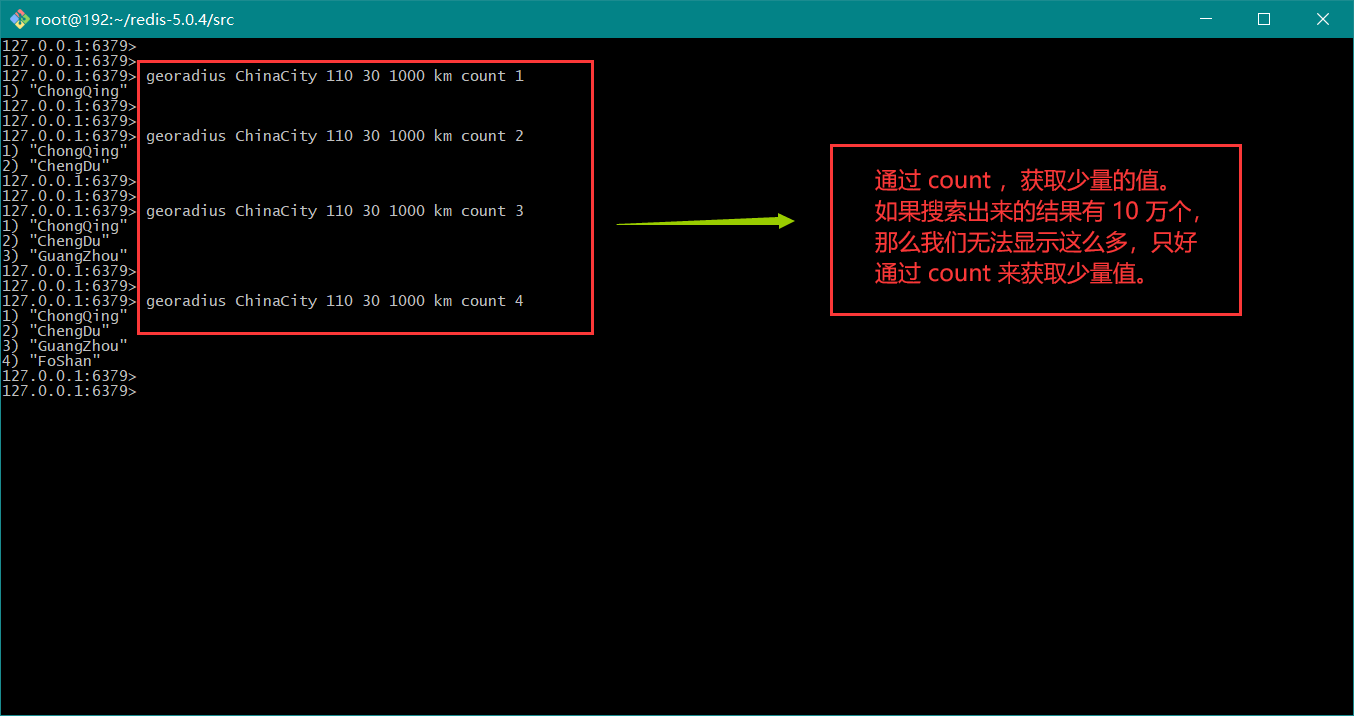 root@192:~/redis-5.0.4/src
127.0.0.1:6379>
127.0.0.1:6379>
127.0.0.1:6379> georadius ChinaCity 110 30 1000 km count 1
1) "ChongQing"
127.0.0.1:6379>
127.0.0.1:6379>
127.0.0.1:6379> georadius ChinaCity 110 30 1000 km count 2
1) "ChongQing"
2) "ChengDu"
127.0.0.1:6379>
127.0.0.1:6379>
127.0.0.1:6379> georadius ChinaCity 110 30 1000 km count 3
1) "ChongQing"
2) "ChengDu"
3) "GuangZhou"
127.0.0.1:6379>
127.0.0.1:6379>
127.0.0.1:6379> georadius ChinaCity 110 30 1000 km count 4
1) "ChongQing"
2) "ChengDu"
3) "GuangZhou"
4) "FoShan"
127.0.0.1:6379>
127.0.0.1:6379>
通过 count ，获取少量的值。
如果搜索出来的结果有 10 万个，
那么我们无法显示这么多，只好
通过 count 来获取少量值。